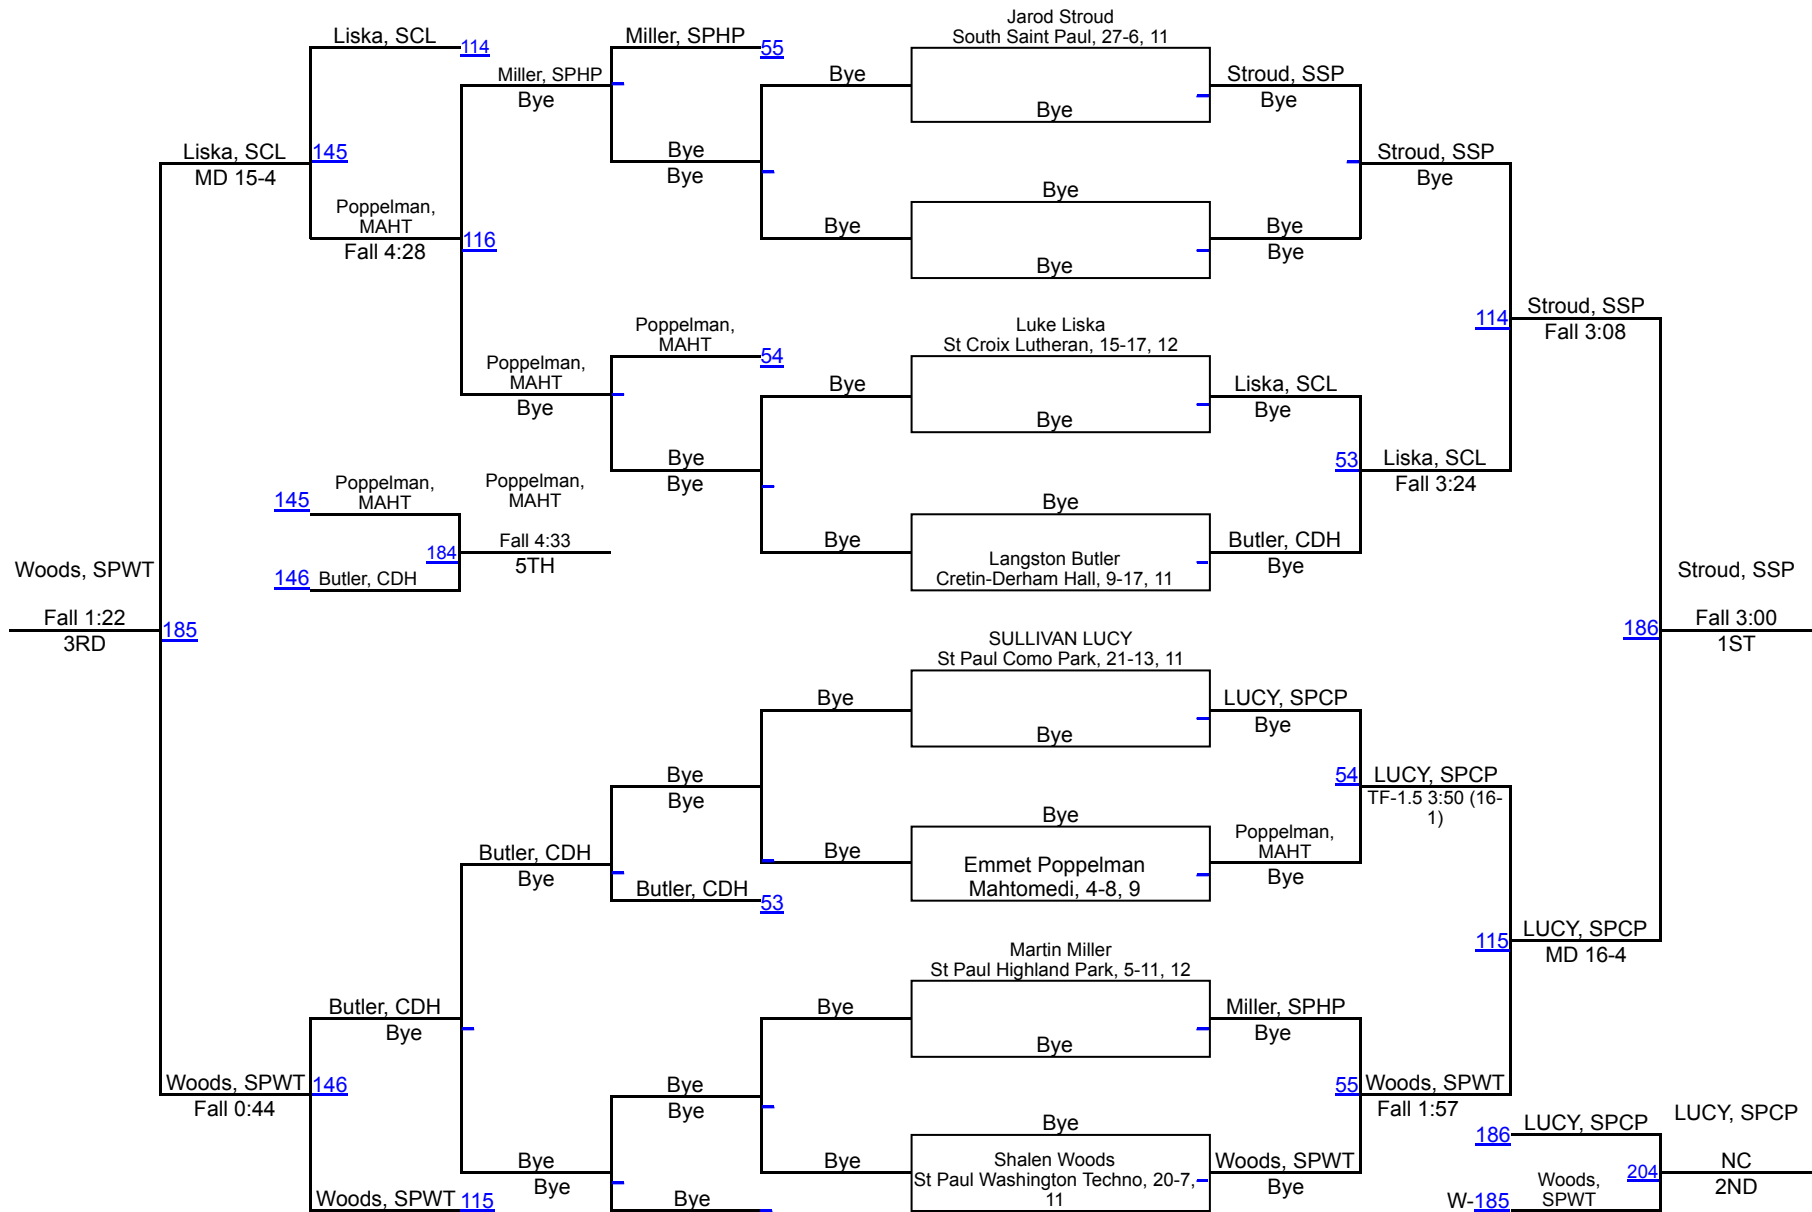 Jarod Stroud
South Saint Paul, 27-6, 11
Liska, SCL
114
Miller, SPHP
55
Miller, SPHP
Bye
Bye
Stroud, SSP
Bye
Bye
Liska, SCL
145
MD 15-4
Bye
Bye
Stroud, SSP
Bye
Poppelman,
MAHT
116
Fall 4:28
Bye
Bye
Bye
Bye
Bye
Stroud, SSP
114
Fall 3:08
Poppelman,
MAHT
54
Luke Liska
St Croix Lutheran, 15-17, 12
Poppelman,
MAHT
Bye
Bye
Liska, SCL
Bye
Bye
Bye
Bye
53
Liska, SCL
Fall 3:24
145
Poppelman,
MAHT
Poppelman,
MAHT
184
Fall 4:33
5TH
146
Butler, CDH
Bye
Bye
Langston Butler
Cretin-Derham Hall, 9-17, 11
Butler, CDH
Bye
Woods, SPWT
Fall 1:22
3RD
185
Stroud, SSP
186
Fall 3:00
1ST
SULLIVAN LUCY
St Paul Como Park, 21-13, 11
Bye
LUCY, SPCP
Bye
Bye
Bye
Bye
54
LUCY, SPCP
TF-1.5 3:50 (16-
1)
Bye
Poppelman,
MAHT
Bye
Butler, CDH
Bye
Bye
Emmet Poppelman
Mahtomedi, 4-8, 9
Butler, CDH
53
115
LUCY, SPCP
MD 16-4
Martin Miller
St Paul Highland Park, 5-11, 12
Butler, CDH
Bye
Bye
Miller, SPHP
Bye
Bye
Woods, SPWT
146
Fall 0:44
Bye
Bye
55
Woods, SPWT
Fall 1:57
Bye
Bye
Bye
Bye
Shalen Woods
St Paul Washington Techno, 20-7,
11
Woods, SPWT
Bye
Woods, SPWT
115
Bye
186
LUCY, SPCP
LUCY, SPCP
204
NC
2ND
W-185
Woods,
SPWT